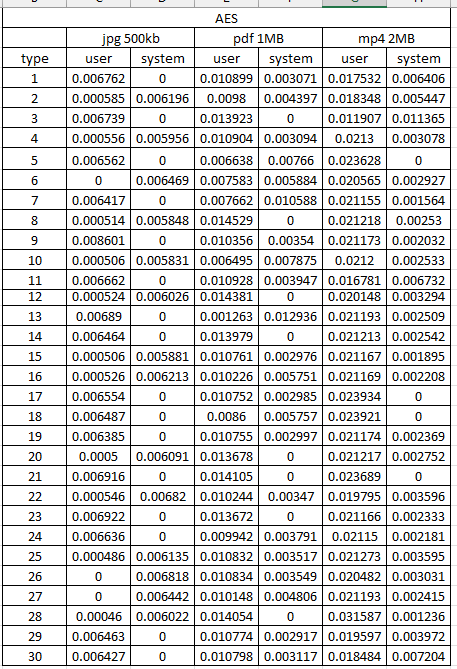 AES
jpg 500kb pdf 1MB mp4 2MB
type user system user system user system
1 0.006762 0 0.010899 0.003071 0.017532 0.006406
2 0.000585 0.006196 0.0098 0.004397 0.018348 0.005447
3 0.006739 0 0.013923 0 0.011907 0.011365
4 0.000556 0.005956 0.010904 0.003094 0.0213 0.003078
5 0.006562 0 0.006638 0.00766 0.023628 0
6 0 0.006469 0.007583 0.005884 0.020565 0.002927
7 0.006417 0 0.007662 0.010588 0.021155 0.001564
8 0.000514 0.005848 0.014529 0 0.021218 0.00253
9 0.008601 0 0.010356 0.00354 0.021173 0.002032
10 0.000506 0.005831 0.006495 0.007875 0.0212 0.002533
11 0.006662 0 0.010928 0.003947 0.016781 0.006732
12 0.000524 0.006026 0.014381 0 0.020148 0.003294
13 0.00689 0 0.001263 0.012936 0.021193 0.002509
14 0.006464 0 0.013979 0 0.021213 0.002542
15 0.000506 0.005881 0.010761 0.002976 0.021167 0.001895
16 0.000526 0.006213 0.010226 0.005751 0.021169 0.002208
17 0.006554 0 0.010752 0.002985 0.023934 0
18 0.006487 0 0.0086 0.005757 0.023921 0
19 0.006385 0 0.010755 0.002997 0.021174 0.002369
20 0.0005 0.006091 0.013678 0 0.021217 0.002752
21 0.006916 0 0.014105 0 0.023689 0
22 0.000546 0.00682 0.010244 0.00347 0.019795 0.003596
23 0.006922 0 0.013672 0 0.021166 0.002333
24 0.006636 0 0.009942 0.003791 0.02115 0.002181
25 0.000486 0.006135 0.010832 0.003517 0.021273 0.003595
26 0 0.006818 0.010834 0.003549 0.020482 0.003031
27 0 0.006442 0.010148 0.004806 0.021193 0.002415
28 0.00046 0.006022 0.014054 0 0.031587 0.001236
29 0.006463 0 0.010774 0.002917 0.019597 0.003972
30 0.006427 0 0.010798 0.003117 0.018484 0.007204